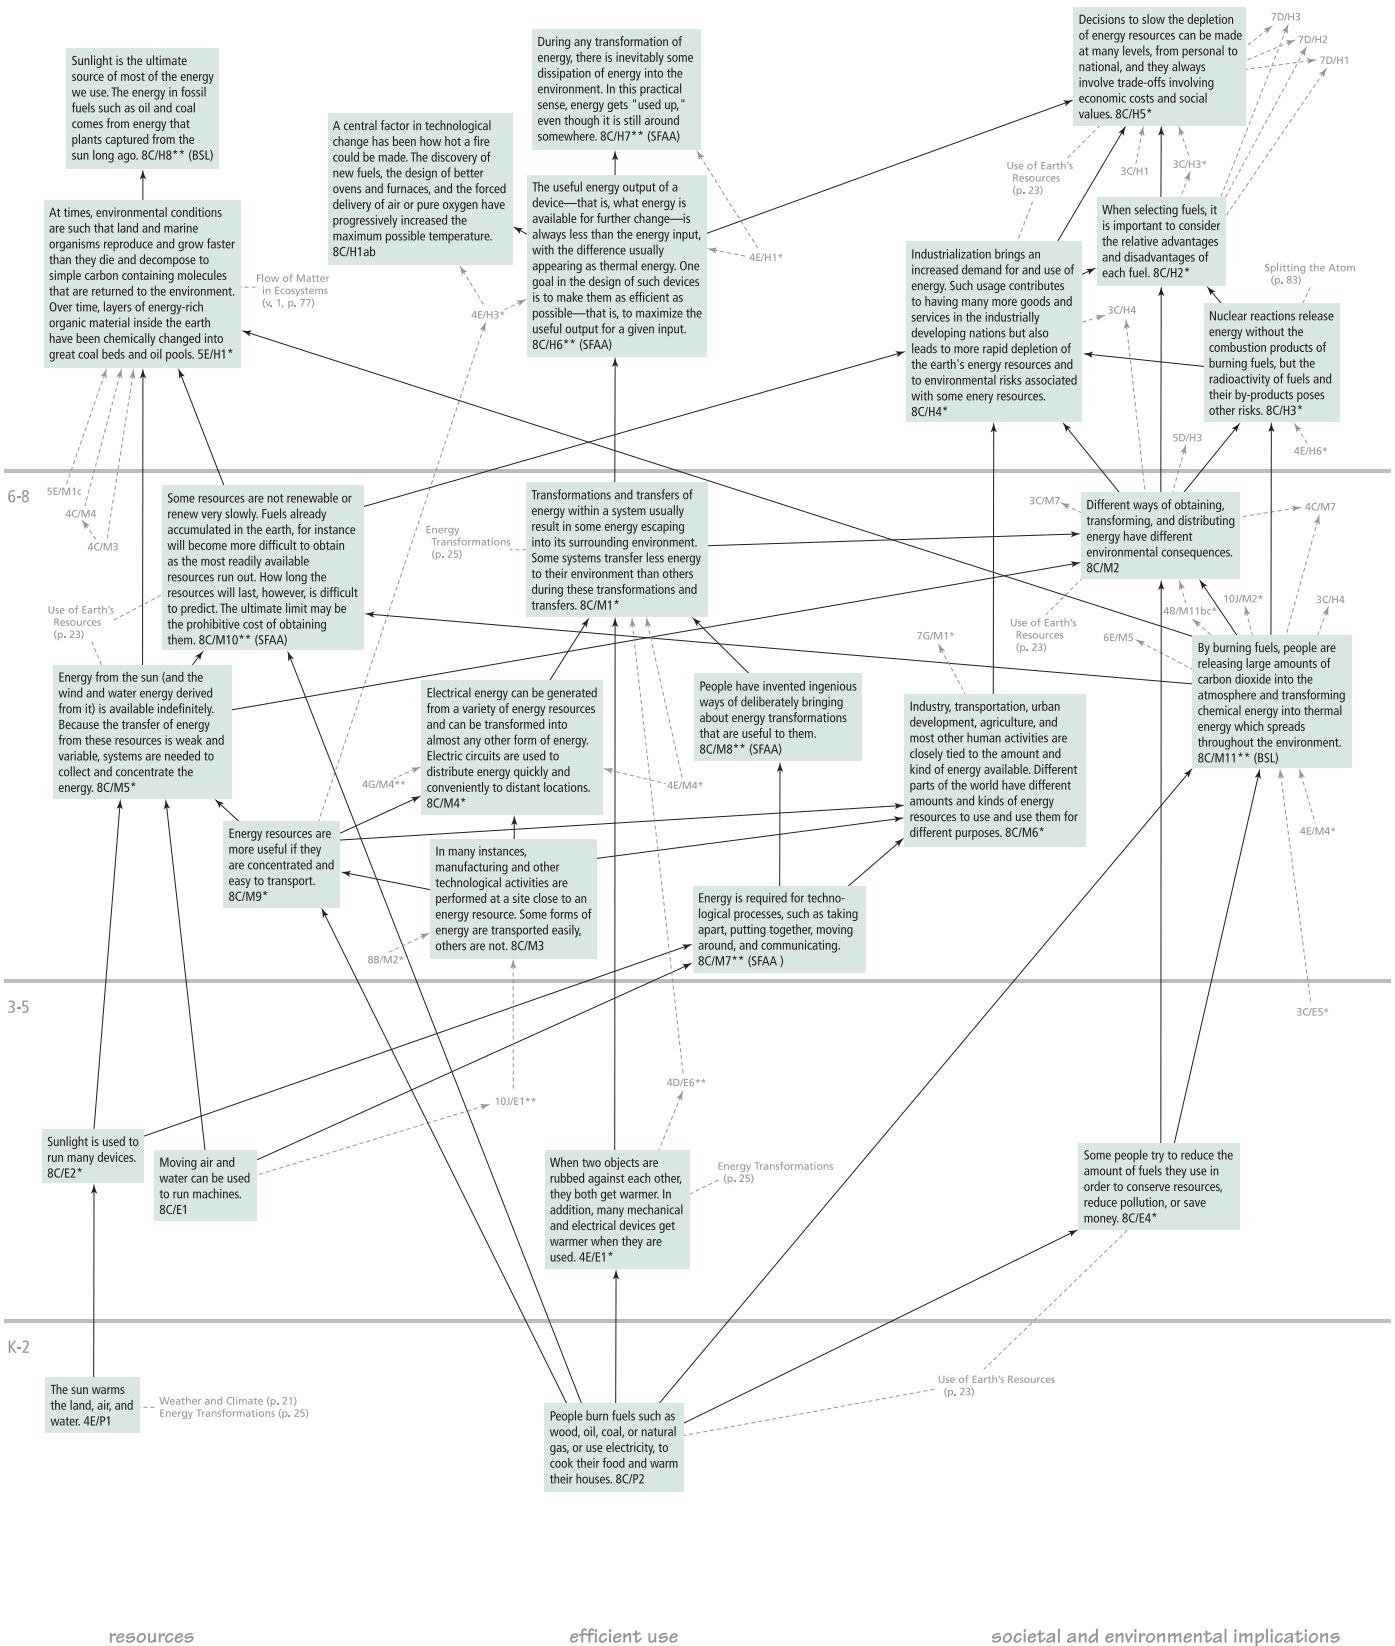 Sunlight is the ultimate
source of most of the energy
we use. The energy in fossil
fuels such as oil and coal
comes from energy that
plants captured from the
sun long ago. 8C/H8** (BSL)
A central factor in technological
change has been how hot a fire
could be made. The discovery of
new fuels, the design of better
ovens and furnaces, and the forced
delivery of air or pure oxygen have
progressively increased the
maximum possible temperature.
8C/H1ab
During any transformation of
energy, there is inevitably some
dissipation of energy into the
environment. In this practical
sense, energy gets "used up,"
even though it is still around
somewhere. 8C/H7** (SFAA)
Decisions to slow the depletion
of energy resources can be made
at many levels, from personal to
national, and they always
involve trade-offs involving
economic costs and social
values. 8C/H5*
7D/H3
7D/H2
7D/H1
Use of Earth's
Resources
(p. 23)
3C/H1
3C/H3*
At times, environmental conditions
are such that land and marine
organisms reproduce and grow faster
than they die and decompose to
simple carbon containing molecules
that are returned to the environment.
Over time, layers of energy-rich
organic material inside the earth
have been chemically changed into
great coal beds and oil pools. 5E/H1*
Flow of Matter
in Ecosystems
(v. 1, p. 77)
The useful energy output of a
device—that is, what energy is
available for further change—is
always less than the energy input,
with the difference usually
appearing as thermal energy. One
goal in the design of such devices
is to make them as efficient as
possible—that is, to maximize the
useful output for a given input.
8C/H6** (SFAA)
4E/H1*
4E/H3*
When selecting fuels, it
is important to consider
the relative advantages
and disadvantages of
each fuel. 8C/H2*
Industrialization brings an
increased demand for and use of
energy. Such usage contributes
to having many more goods and
services in the industrially
developing nations but also
leads to more rapid depletion of
the earth's energy resources and
to environmental risks associated
with some enery resources.
8C/H4*
Splitting the Atom
(p. 83)
3C/H4
Nuclear reactions release
energy without the
combustion products of
burning fuels, but the
radioactivity of fuels and
their by-products poses
other risks. 8C/H3*
5D/H3
4E/H6*
6-8
5E/M1c
4C/M4
4C/M3
Some resources are not renewable or
renew very slowly. Fuels already
accumulated in the earth, for instance
will become more difficult to obtain
as the most readily available
resources run out. How long the
resources will last, however, is difficult
to predict. The ultimate limit may be
the prohibitive cost of obtaining
them. 8C/M10** (SFAA)
Energy
Transformations
(p. 25)
Transformations and transfers of
energy within a system usually
result in some energy escaping
into its surrounding environment.
Some systems transfer less energy
to their environment than others
during these transformations and
transfers. 8C/M1*
3C/M7
Different ways of obtaining,
transforming, and distributing
energy have different
environmental consequences.
8C/M2
4C/M7
Use of Earth's
Resources
(p. 23)
Use of Earth's
Resources
(p. 23)
4B/M11bc*
10J/M2*
3C/H4
6E/M5
7G/M1*
Energy from the sun (and the
wind and water energy derived
from it) is available indefinitely.
Because the transfer of energy
from these resources is weak and
variable, systems are needed to
collect and concentrate the
energy. 8C/M5*
Electrical energy can be generated
from a variety of energy resources
and can be transformed into
almost any other form of energy.
Electric circuits are used to
distribute energy quickly and
conveniently to distant locations.
8C/M4*
4G/M4**
People have invented ingenious
ways of deliberately bringing
about energy transformations
that are useful to them.
8C/M8** (SFAA)
4E/M4*
Industry, transportation, urban
development, agriculture, and
most other human activities are
closely tied to the amount and
kind of energy available. Different
parts of the world have different
amounts and kinds of energy
resources to use and use them for
different purposes. 8C/M6*
By burning fuels, people are
releasing large amounts of
carbon dioxide into the
atmosphere and transforming
chemical energy into thermal
energy which spreads
throughout the environment.
8C/M11** (BSL)
4E/M4*
Energy resources are
more useful if they
are concentrated and
easy to transport.
8C/M9*
In many instances,
manufacturing and other
technological activities are
performed at a site close to an
energy resource. Some forms of
energy are transported easily,
others are not. 8C/M3
8B/M2*
Energy is required for techno-
logical processes, such as taking
apart, putting together, moving
around, and communicating.
8C/M7** (SFAA )
3-5
3C/E5*
4D/E6**
10J/E1**
Sunlight is used to
run many devices.
8C/E2*
Moving air and
water can be used
to run machines.
8C/E1
When two objects are
rubbed against each other,
they both get warmer. In
addition, many mechanical
and electrical devices get
warmer when they are
used. 4E/E1*
Energy Transformations
(p. 25)
Some people try to reduce the
amount of fuels they use in
order to conserve resources,
reduce pollution, or save
money. 8C/E4*
K-2
The sun warms
the land, air, and
water. 4E/P1
Weather and Climate (p. 21)
Energy Transformations (p. 25)
People burn fuels such as
wood, oil, coal, or natural
gas, or use electricity, to
cook their food and warm
their houses. 8C/P2
Use of Earth's Resources
(p. 23)
resources
efficient use
societal and environmental implications